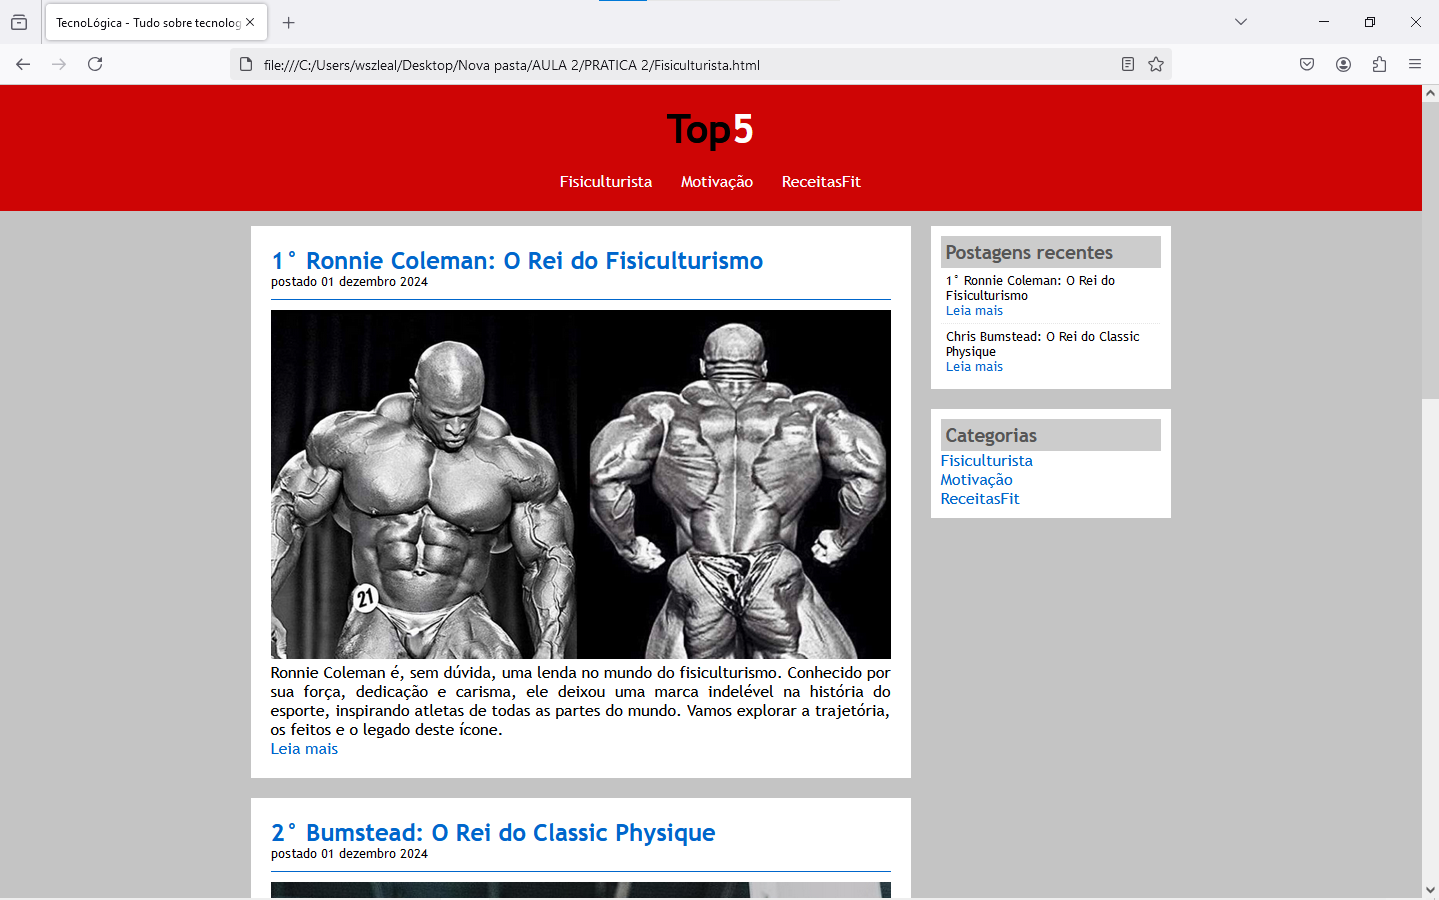 TecnoLógica - Tudo sobre tecnolog
file:///C:/Users/wszleal/Desktop/Nova pasta/AULA 2/PRATICA 2/Fisiculturista.html
Top5
Fisiculturista Motivação ReceitasFit
1° Ronnie Coleman: O Rei do Fisiculturismo
postado 01 dezembro 2024
21
Ronnie Coleman é, sem dúvida, uma lenda no mundo do fisiculturismo. Conhecido por
sua força, dedicação e carisma, ele deixou uma marca indelével na história do
esporte, inspirando atletas de todas as partes do mundo. Vamos explorar a trajetória,
os feitos e o legado deste ícone.
Leia mais
2° Bumstead: O Rei do Classic Physique
postado 01 dezembro 2024
Postagens recentes
1° Ronnie Coleman: O Rei do
Fisiculturismo
Leia mais
Chris Bumstead: O Rei do Classic
Physique
Leia mais
Categorias
Fisiculturista
Motivação
ReceitasFit